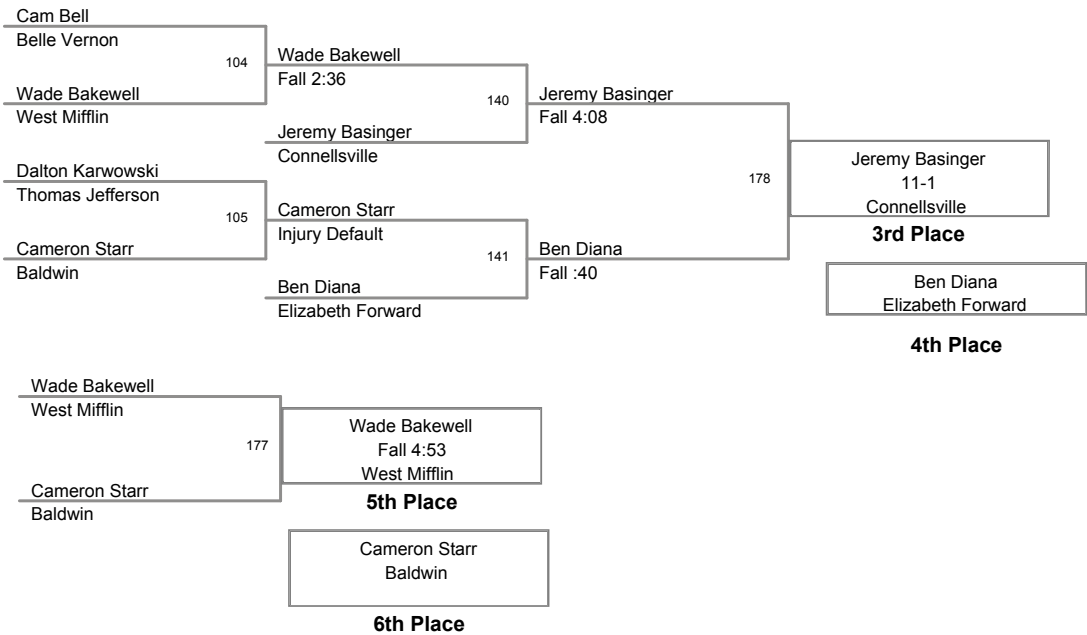 Cam Bell
Belle Vernon
104
Wade Bakewell
Fall 2:36
Wade Bakewell
West Mifflin
140
Jeremy Basinger
Fall 4:08
Jeremy Basinger
Connellsville
Dalton Karwowski
Thomas Jefferson
178
Jeremy Basinger
11-1
Connellsville
3rd Place
105
Cameron Starr
Injury Default
Cameron Starr
Baldwin
141
Ben Diana
Fall :40
Ben Diana
Elizabeth Forward
Ben Diana
Elizabeth Forward
4th Place
Wade Bakewell
West Mifflin
177
Wade Bakewell
Fall 4:53
West Mifflin
5th Place
Cameron Starr
Baldwin
Cameron Starr
Baldwin
6th Place